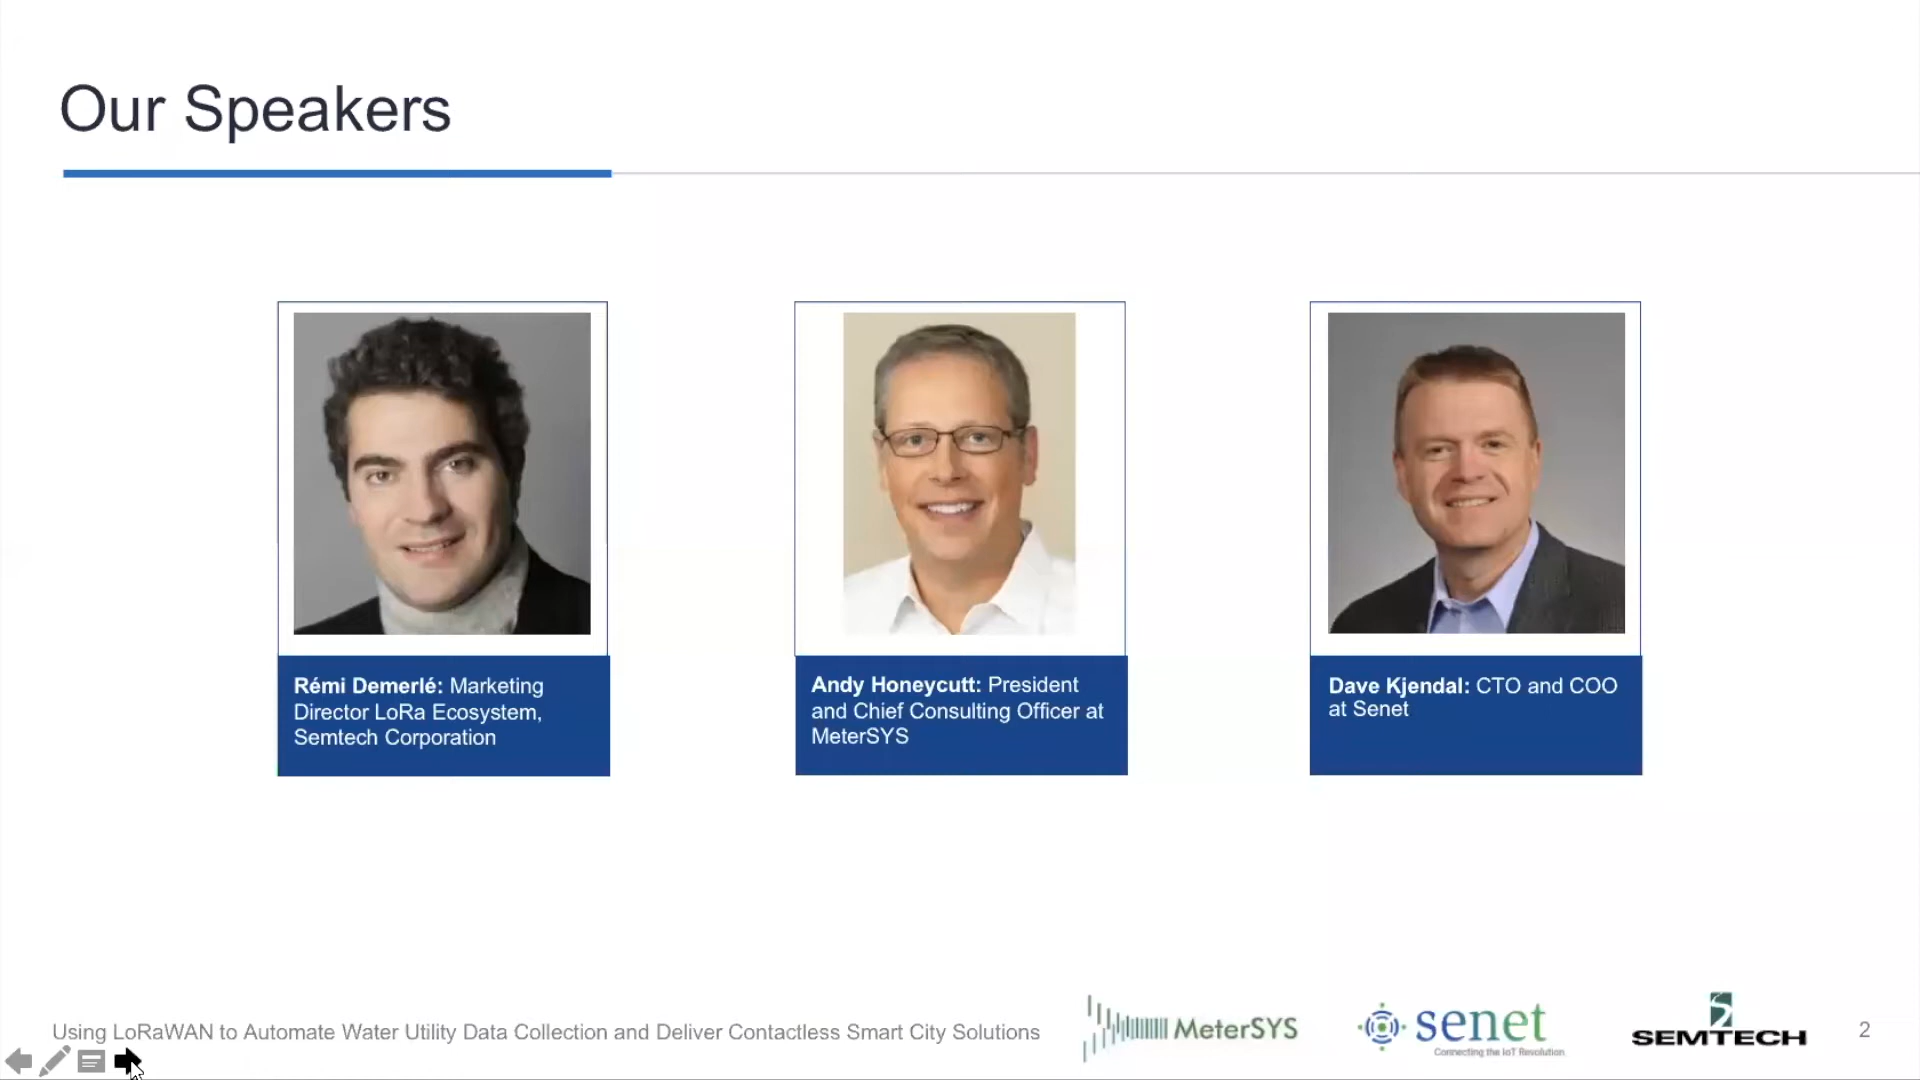 Our Speakers
Rémi Demerlé: Marketing
Director LoRa Ecosystem,
Semtech Corporation
Andy Honeycutt: President
and Chief Consulting Officer at
MeterSYS
Dave Kjendal: CTO and COO
at Senet
Using LoRaWAN to Automate Water Utility Data Collection and Deliver Contactless Smart City Solutions
MeterSYS
senet
Connecting the IoT Revolution
SEMTECH
2